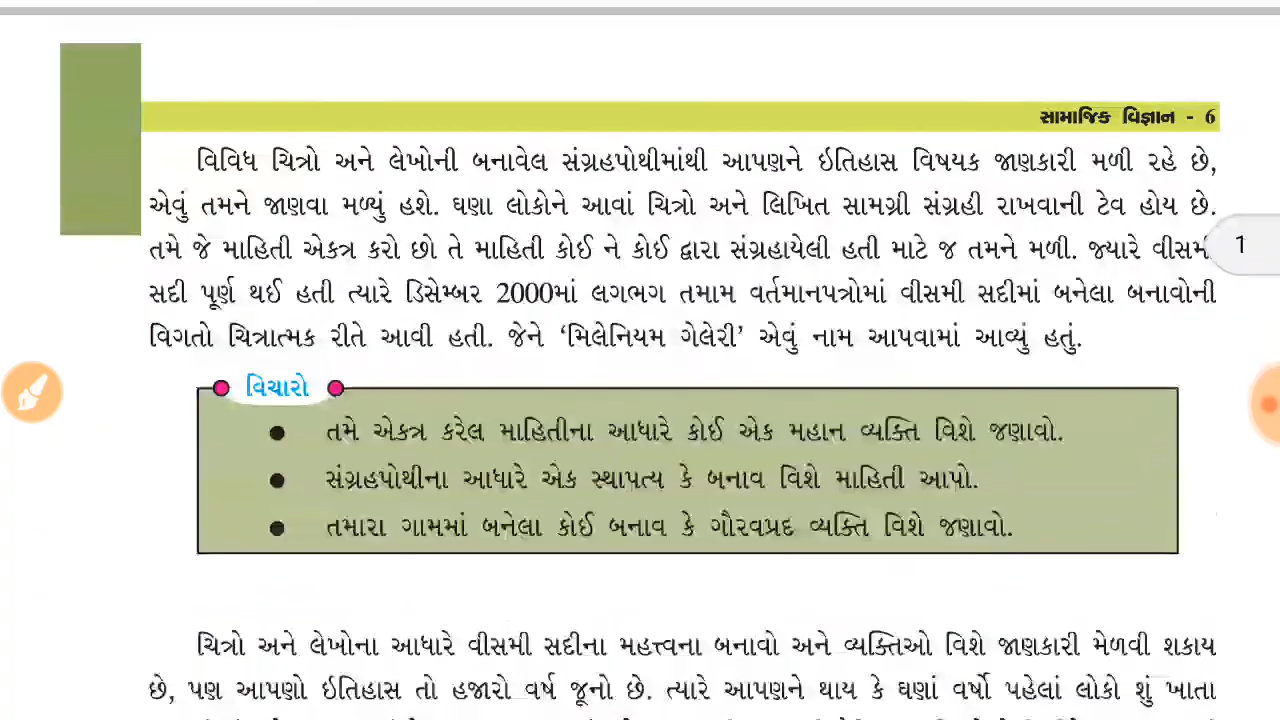 સામાજિક વિજ્ઞાન - 6
વિવિધ ચિત્રો અને લેખોની બનાવેલ સંગ્રહપોથીમાંથી આપણને ઇતિહાસ વિષયક જાણકારી મળી રહે છે,
એવું તમને જાણવા મળ્યું હશે. ઘણા લોકોને આવાં ચિત્રો અને લિખિત સામગ્રી સંગ્રહી રાખવાની ટેવ હોય છે.
તમે જે માહિતી એકત્ર કરો છો તે માહિતી કોઈ ને કોઈ દ્વારા સંગ્રહાયેલી હતી માટે જ તમને મળી. જ્યારે
1
સદી પૂર્ણ થઈ હતી ત્યારે ડિસેમ્બર 2000માં લગભગ તમામ વર્તમાનપત્રોમાં વીસમી સદીમાં બનેલા બનાવોની
વિગતો ચિત્રાત્મક રીતે આવી હતી. જેને ‘મિલેનિયમ ગેલેરી’ એવું નામ આપવામાં આવ્યું હતું.
વિચારો
● તમે એકત્ર કરેલ માહિતીના આધારે કોઈ એક મહાન વ્યક્તિ વિશે જણાવો.
● સંગ્રહપોથીના આધારે એક સ્થાપત્ય કે બનાવ વિશે માહિતી આપો.
● તમારા ગામમાં બનેલા કોઈ બનાવ કે ગૌરવપ્રદ વ્યક્તિ વિશે જણાવો.
ચિત્રો અને લેખોના આધારે વીસમી સદીના મહત્ત્વના બનાવો અને વ્યક્તિઓ વિશે જાણકારી મેળવી શકાય
છે, પણ આપણો ઇતિહાસ તો હજારો વર્ષ જૂનો છે. ત્યારે આપણને થાય કે ઘણાં વર્ષો પહેલાં લોકો શું ખાતા